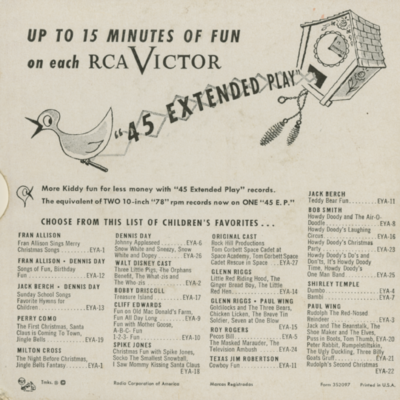 UP TO 15 MINUTES OF FUN
on each RCA VICTOR
"45 EXTENDED PLAY"
More Kiddy fun for less money with "45 Extended Play" records.
The equivalent of TWO 10-inch "78" rpm records now on ONE "45 E.P."
CHOOSE FROM THIS LIST OF CHILDREN'S FAVORITES...
FRAN ALLISON
Fran Allison Sings Merry
Christmas Songs EYA-1
FRAN ALLISON • DENNIS DAY
Songs of Fun, Birthday
Fun EYA-12
JACK BERCH • DENNIS DAY
Sunday School Songs
Favorite Hymns for
Children EYA-13
PERRY COMO
The First Christmas, Santa
Claus is Coming To Town,
Jingle Bells EYA-19
MILTON CROSS
The Night Before Christmas,
Jingle Bells Fantasy EYA-1
DENNIS DAY
Johnny Appleseed EYA-6
Snow White and Sneezy, Snow
White and Dopey EYA-26
WALT DISNEY CAST
Three Little Pigs, The Orphans
Benefit, The What zis and
The Who zis EYA-2
BOBBY DRISCOLL
Treasure Island EYA-17
CLIFF EDWARDS
Fun on Old Mac Donald's Farm,
Fun All Day Long EYA-9
Fun with Mother Goose,
A-B-C- Fun
1-2-3- Fun EYA-10
SPIKE JONES
Christmas Fun with Spike Jones,
Socko The Smallest Snowball,
I Saw Mommy Kissing Santa Claus
EYA-18
ORIGINAL CAST
Rock Hill Productions
Tom Corbett Space Cadet at
Space Academy, Tom Corbett Space
Cadet Rescue in Space EYA-27
GLENN RIGGS
Little Red Riding Hood, The
Ginger Bread Boy, The Little
Red Hen EYA-14
GLENN RIGGS • PAUL WING
Goldilocks and The Three Bears,
Chicken Licken, The Brave Tin
Soldier, Seven at One Blow
ROY ROGERS EYA-15
Pecos Bill EYA-5
The Masked Marauder, The
Television Ambush EYA-24
TEXAS JIM ROBERTSON
Cowboy Fun EYA-11
JACK BERCH
Teddy Bear Fun EYA-11
BOB SMITH
Howdy Doody and The Air-O-
Doodle EYA-8
Howdy Doody's Laughing
Circus EYA-16
Howdy Doody's Christmas
Party EYA-28
Howdy Doody's Do's and
Don'ts, It's Howdy Doody
Time, Howdy Doody's
One Man Band EYA-25
SHIRLEY TEMPLE
Dumbo EYA-4
Bambi EYA-7
PAUL WING
Rudolph The Red-Nosed
Reindeer EYA-3
Jack and The Beanstalk, The
Shoe Maker and The Elves,
Puss in Boots, Tom Thumb, EYA-20
Peter Rabbit, Rumpelstiltskin,
The Ugly Duckling, Three Billy
Goats Gruff EYA-21
Rudolph's Second Christmas
EYA-22
Tmks. ®
Radio Corporation of America
Marcas Registradas
Printed in U.S.A.